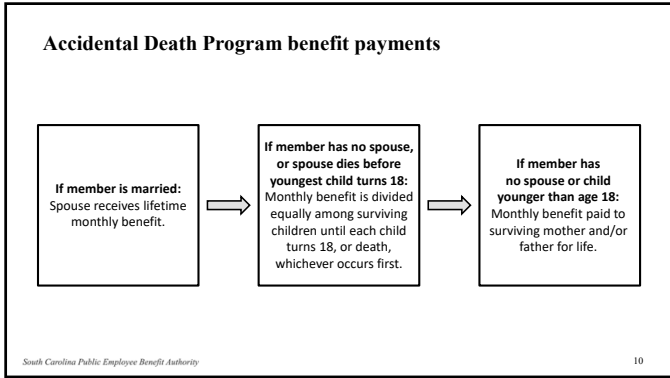 Accidental Death Program benefit payments
If member is married:
Spouse receives lifetime
monthly benefit.
If member has no spouse,
or spouse dies before
youngest child turns 18:
Monthly benefit is divided
equally among surviving
children until each child
turns 18, or death,
whichever occurs first.
If member has
no spouse or child
younger than age 18:
Monthly benefit paid to
surviving mother and/or
father for life.
South Carolina Public Employee Benefit Authority
10